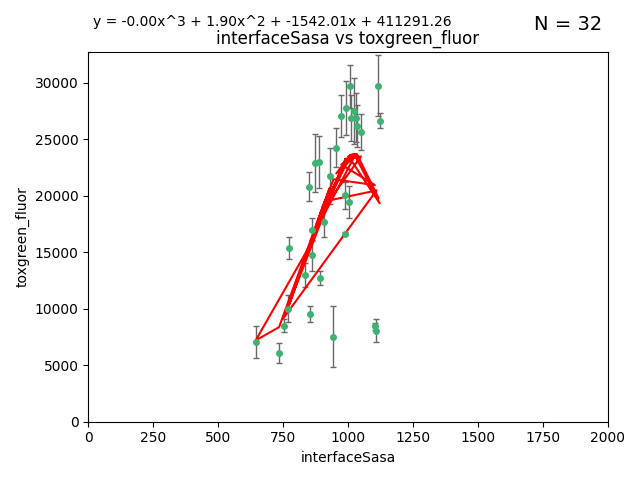 y = -0.00x^3 + 1.90x^2 + -1542.01x + 411291.26
N = 32
interfaceSasa vs toxgreen_fluor
30000
25000
20000
15000
10000
5000
0
toxgreen_fluor
0 250 500 750 1000 1250 1500 1750 2000
interfaceSasa